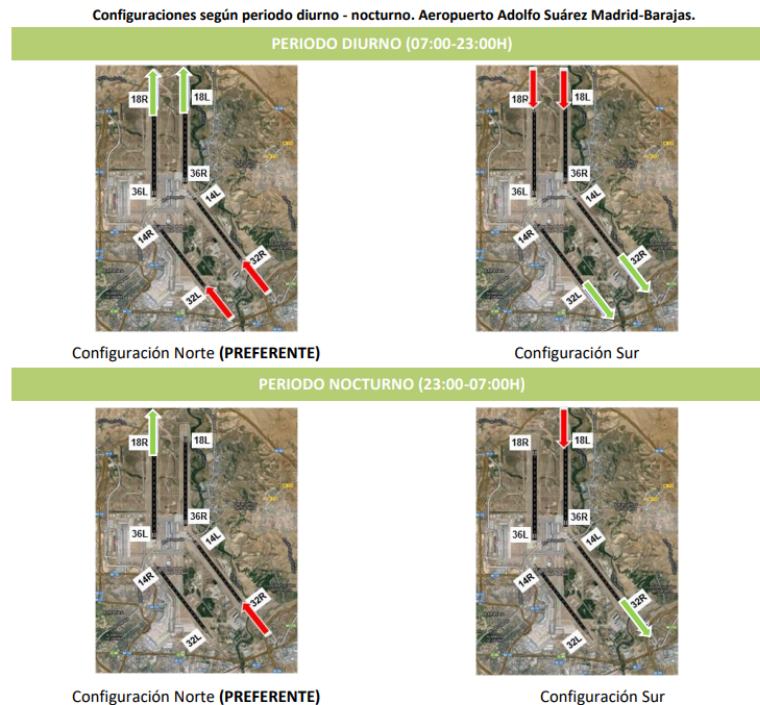 Configuraciones según periodo diurno - nocturno. Aeropuerto Adolfo Suárez Madrid-Barajas.
PERIODO DIURNO (07:00-23:00H)
18R
18L
36L
36R
14L
14R
32R
32L
18R
18L
36L
36R
14L
14R
32R
32L
Configuración Norte (PREFERENTE)
Configuración Sur
PERIODO NOCTURNO (23:00-07:00H)
18R
18L
36L
36R
14L
14R
32R
32L
18R
18L
36L
36R
14L
14R
32R
32L
Configuración Norte (PREFERENTE)
Configuración Sur